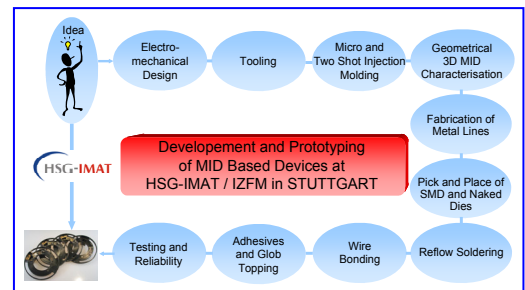 Idea
Electro-
mechanical
Design
Tooling
Micro and
Two Shot Injection
Molding
Geometrical
3D MID
Characterisation
Fabrication of
Metal Lines
Pick and Place of
SMD and Naked
Dies
Reflow Soldering
Wire
Bonding
Adhesives
and Glob
Topping
Testing and
Reliability
HSG-IMAT
Developement and Prototyping
of MID Based Devices at
HSG-IMAT / IZFM in STUTTGART